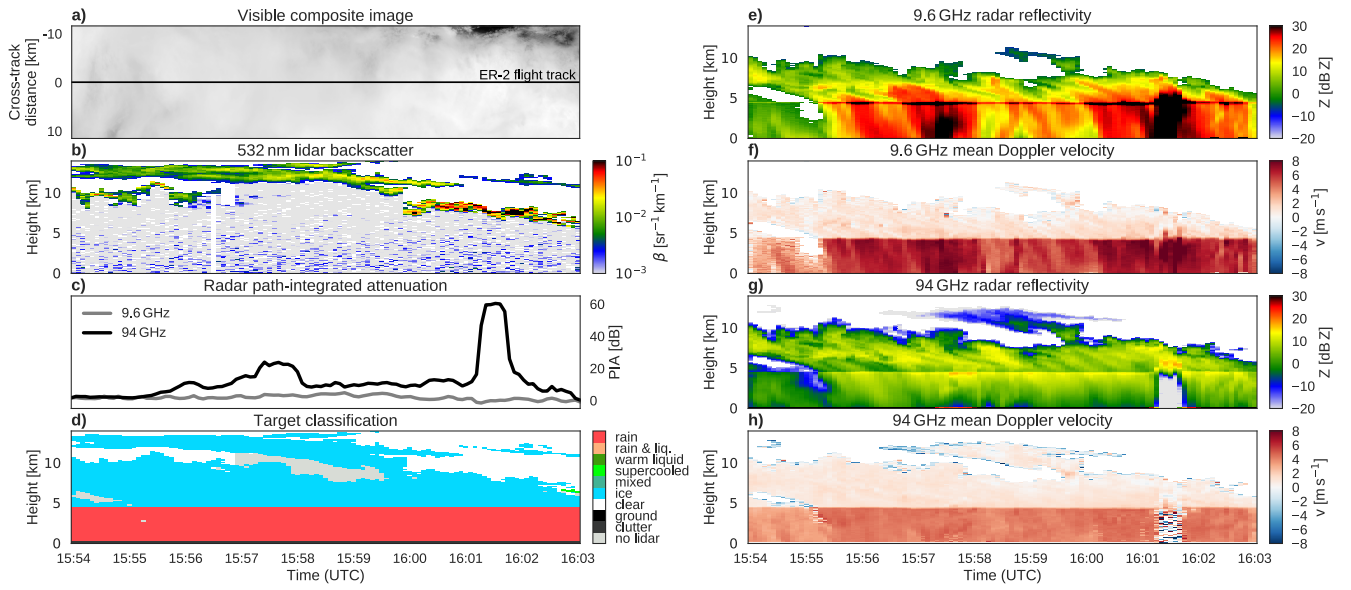 a) Visible composite image
Cross-track
distance [km]
-10
0
10
ER-2 flight track
b) 532 nm lidar backscatter
Height [km]
10
5
0
10⁻¹
10⁻²
10⁻³
β [sr⁻¹ km⁻¹]
c) Radar path-integrated attenuation
9.6 GHz
94 GHz
60
40
20
0
PIA [dB]
d) Target classification
Height [km]
10
5
0
rain
rain & liq.
warm liquid
supercooled
mixed
ice
clear
ground
clutter
no lidar
15:54 15:55 15:56 15:57 15:58 15:59 16:00 16:01 16:02 16:03
Time (UTC)
e) 9.6 GHz radar reflectivity
Height [km]
10
5
0
30
20
10
0
−10
−20
Z [dB Z]
f) 9.6 GHz mean Doppler velocity
Height [km]
10
5
0
8
6
4
2
0
−2
−4
−6
−8
v [m s⁻¹]
g) 94 GHz radar reflectivity
Height [km]
10
5
0
30
20
10
0
−10
−20
Z [dB Z]
h) 94 GHz mean Doppler velocity
Height [km]
10
5
0
8
6
4
2
0
−2
−4
−6
−8
v [m s⁻¹]
15:54 15:55 15:56 15:57 15:58 15:59 16:00 16:01 16:02 16:03
Time (UTC)